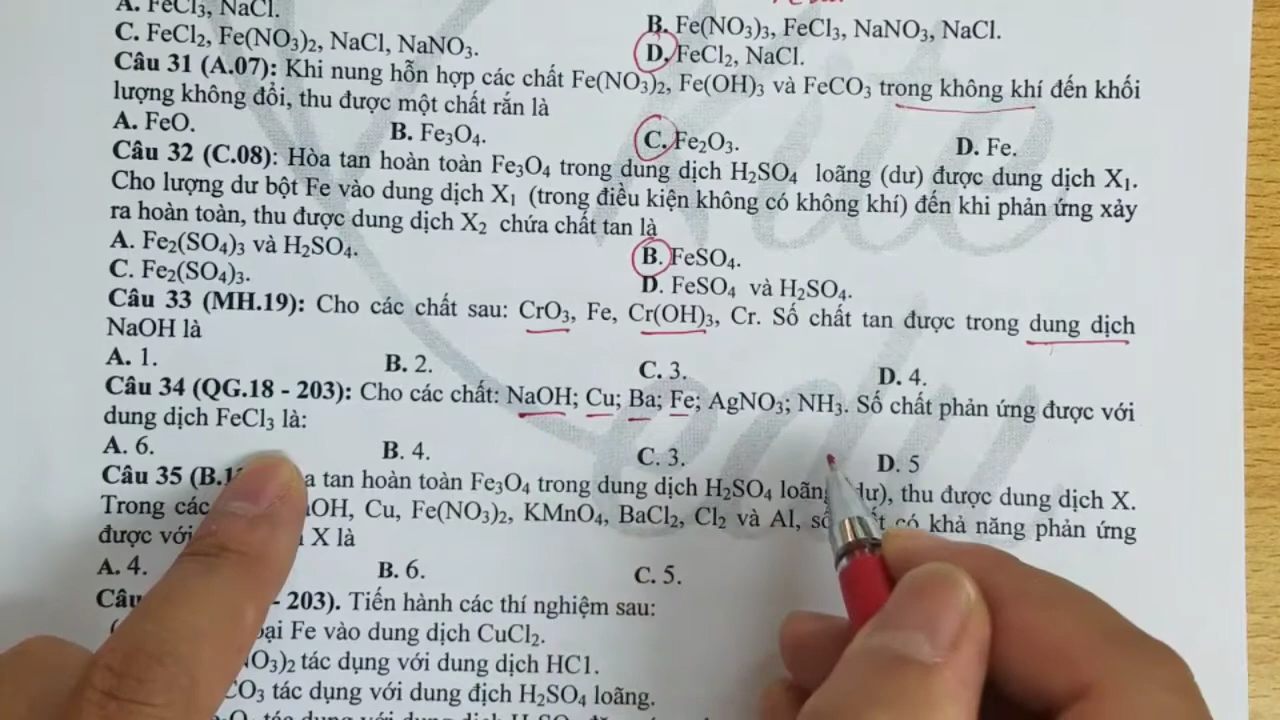 A. FeCl₃, NaCl.
B. Fe(NO₃)₃, FeCl₃, NaNO₃, NaCl.
C. FeCl₂, Fe(NO₃)₂, NaCl, NaNO₃.
D. FeCl₂, NaCl.
Câu 31 (A.07): Khi nung hỗn hợp các chất Fe(NO₃)₂, Fe(OH)₃ và FeCO₃ trong không khí đến khối
lượng không đổi, thu được một chất rắn là
A. FeO. B. Fe₃O₄. C. Fe₂O₃. D. Fe.
Câu 32 (C.08): Hòa tan hoàn toàn Fe₃O₄ trong dung dịch H₂SO₄ loãng (dư) được dung dịch X₁.
Cho lượng dư bột Fe vào dung dịch X₁ (trong điều kiện không có không khí) đến khi phản ứng xảy
ra hoàn toàn, thu được dung dịch X₂ chứa chất tan là
A. Fe₂(SO₄)₃ và H₂SO₄. B. FeSO₄.
C. Fe₂(SO₄)₃. D. FeSO₄ và H₂SO₄.
Câu 33 (MH.19): Cho các chất sau: CrO₃, Fe, Cr(OH)₃, Cr. Số chất tan được trong dung dịch
NaOH là
A. 1. B. 2. C. 3. D. 4.
Câu 34 (QG.18 - 203): Cho các chất: NaOH; Cu; Ba; Fe; AgNO₃; NH₃. Số chất phản ứng được với
dung dịch FeCl₃ là:
A. 6. B. 4. C. 3. D. 5
Câu 35 (B.1 a tan hoàn toàn Fe₃O₄ trong dung dịch H₂SO₄ loãng dư), thu được dung dịch X.
Trong các OH, Cu, Fe(NO₃)₂, KMnO₄, BaCl₂, Cl₂ và Al, số có khả năng phản ứng
được với X là
A. 4. B. 6. C. 5.
Câu - 203). Tiến hành các thí nghiệm sau:
ại Fe vào dung dịch CuCl₂.
O₃)₂ tác dụng với dung dịch HC1.
CO₃ tác dụng với dung địch H₂SO₄ loãng.
tác dụng với dung dịch
Kite
edu